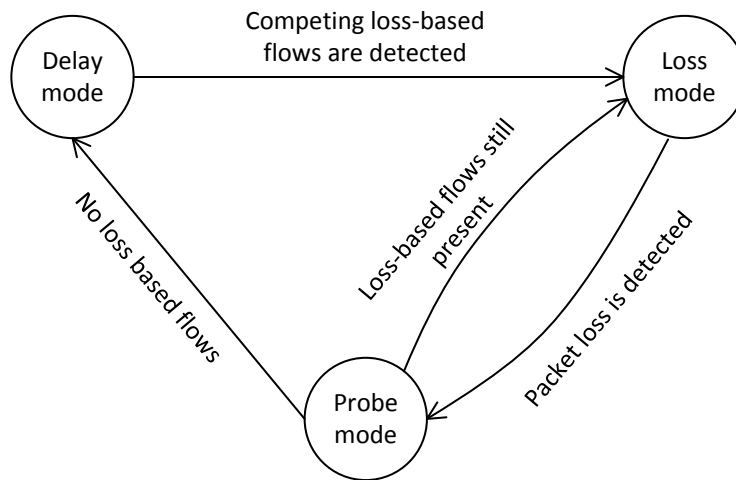 Competing loss-based
flows are detected
Delay
mode
Loss
mode
Loss-based flows still
present
No loss based flows
Packet loss is detected
Probe
mode